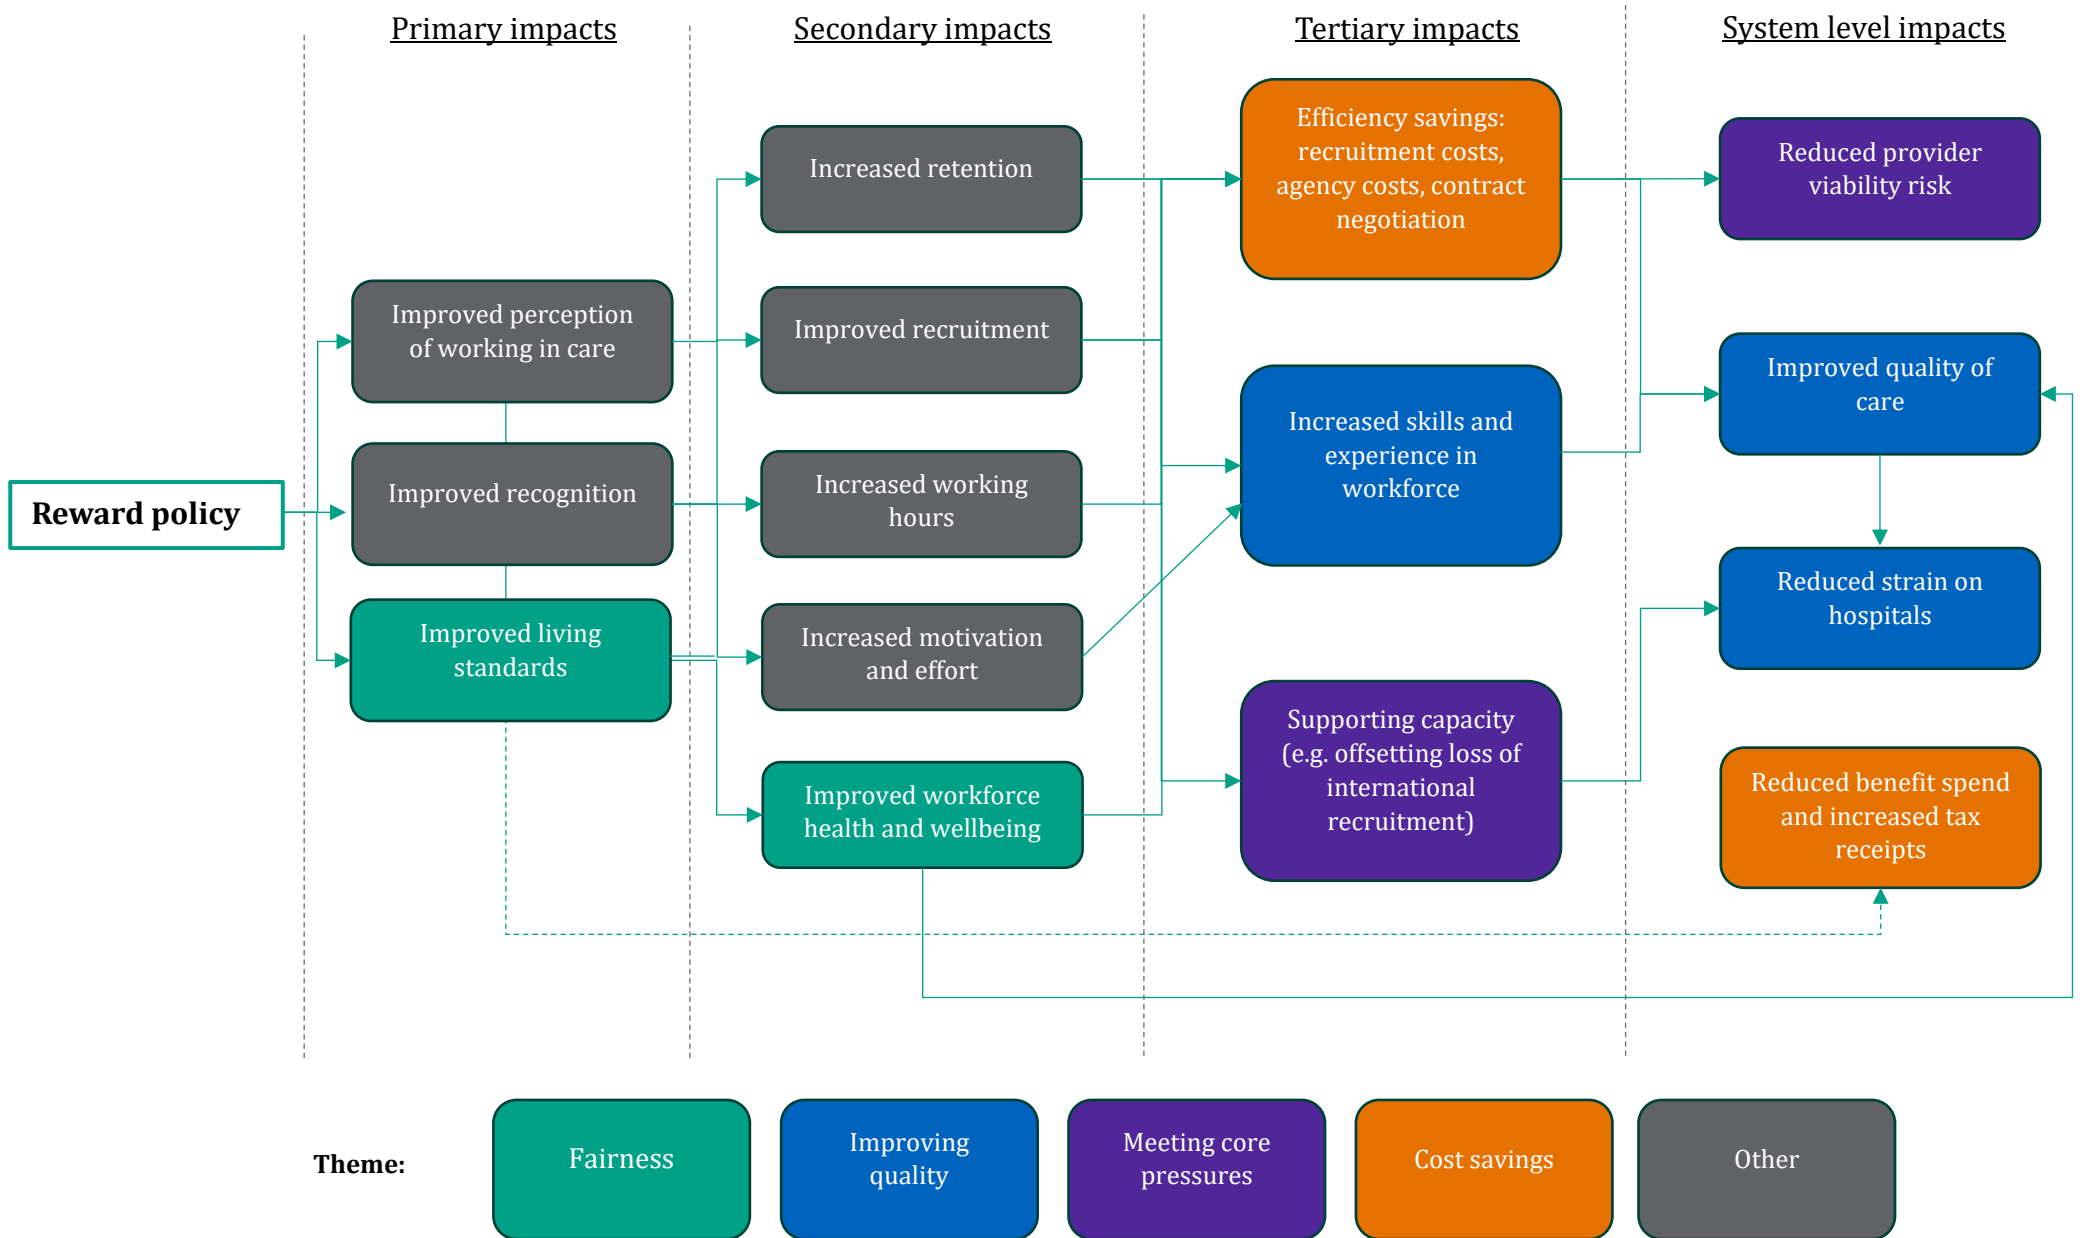 Primary impacts
Secondary impacts
Tertiary impacts
System level impacts
Reward policy
Improved perception
of working in care
Improved recognition
Improved living
standards
Increased retention
Improved recruitment
Increased working
hours
Increased motivation
and effort
Improved workforce
health and wellbeing
Efficiency savings:
recruitment costs,
agency costs, contract
negotiation
Increased skills and
experience in
workforce
Supporting capacity
(e.g. offsetting loss of
international
recruitment)
Reduced provider
viability risk
Improved quality of
care
Reduced strain on
hospitals
Reduced benefit spend
and increased tax
receipts
Theme:
Fairness
Improving
quality
Meeting core
pressures
Cost savings
Other